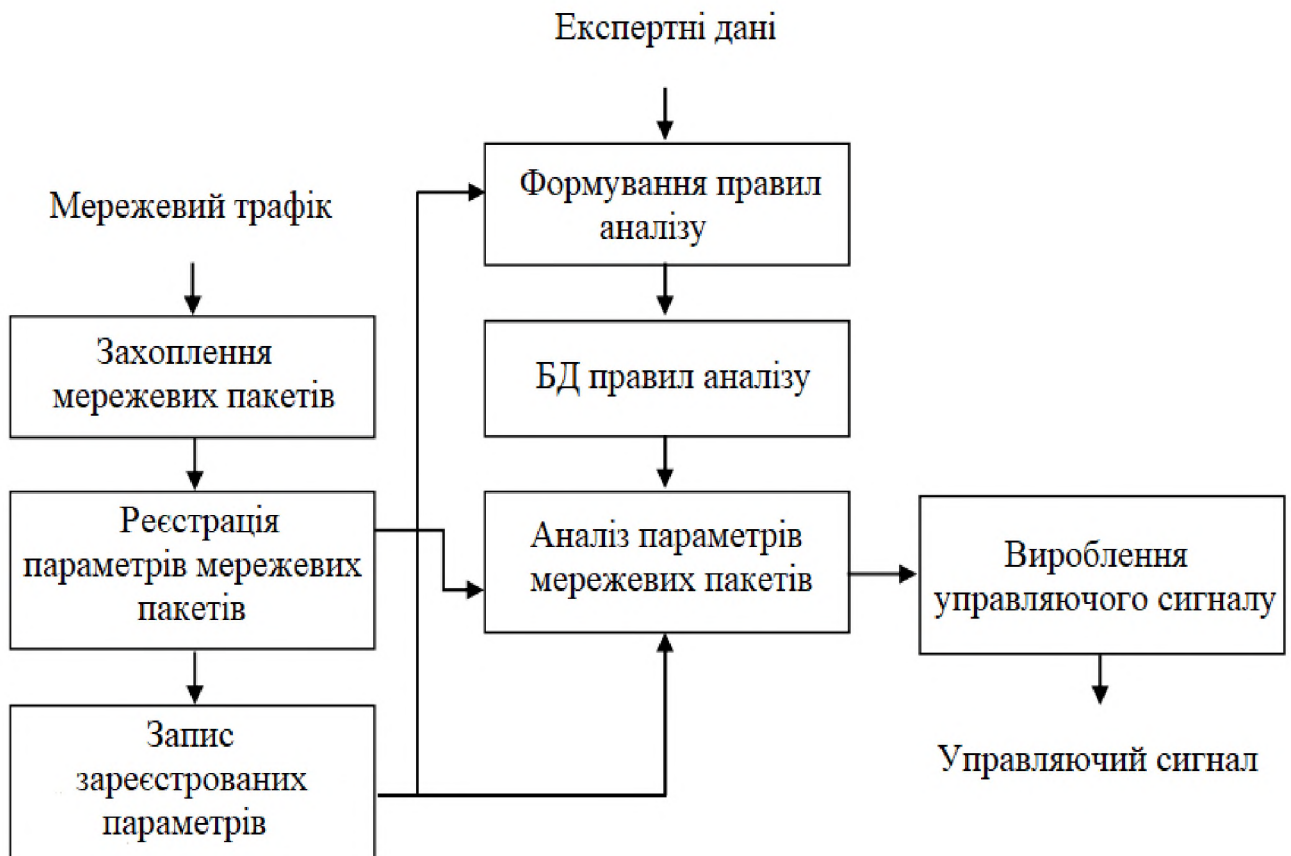 Експертні дані
Формування правил
аналізу
Мережевий трафік
Захоплення
мережевих пакетів
БД правил аналізу
Реєстрація
параметрів мережевих
пакетів
Аналіз параметрів
мережевих пакетів
Вироблення
управляючого сигналу
Запис
зареєстрованих
параметрів
Управляючий сигнал